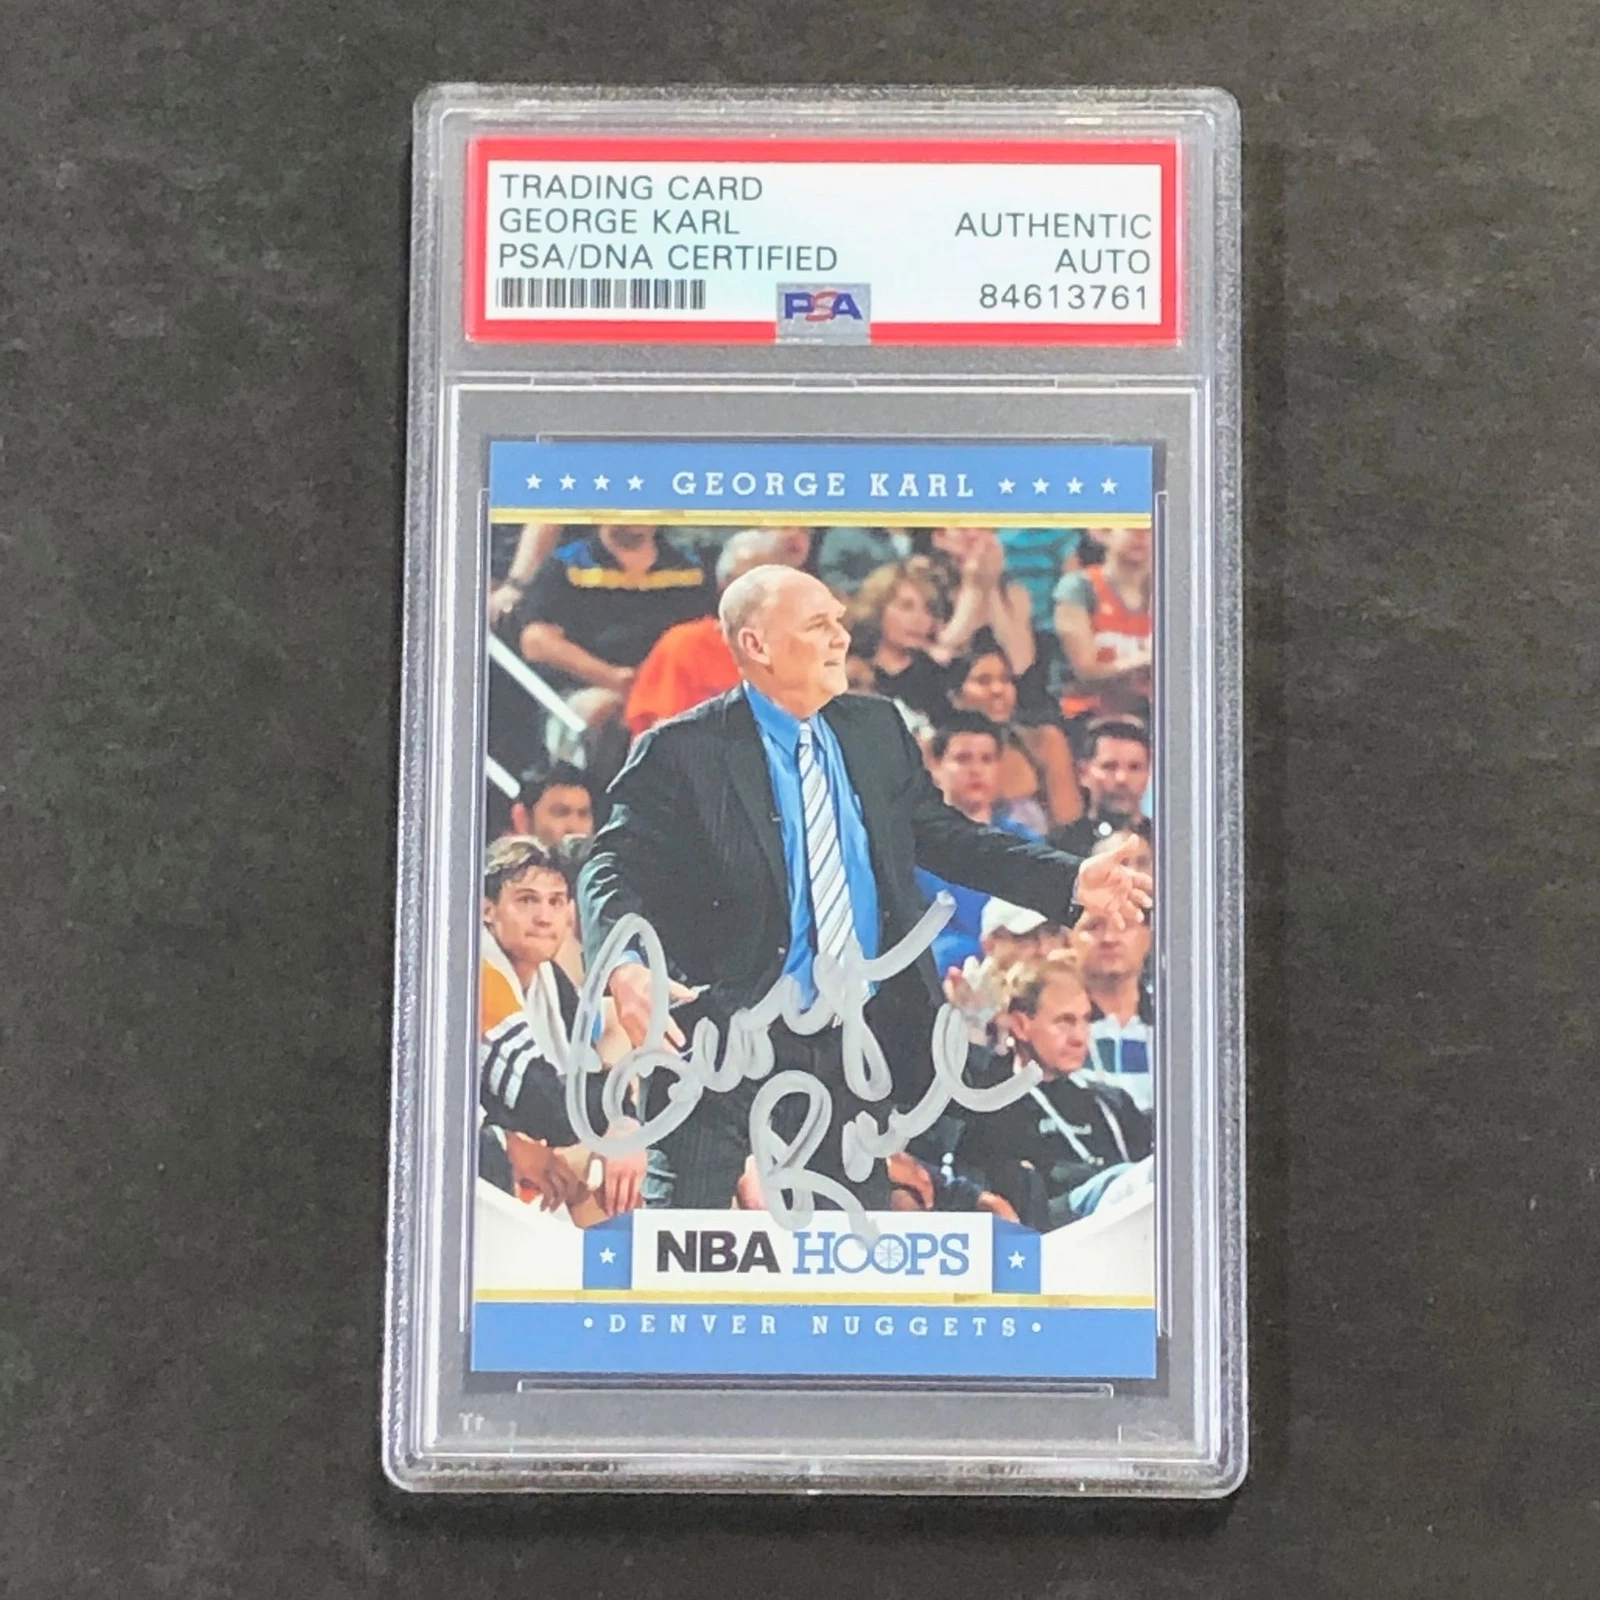 TRADING CARD
GEORGE KARL
PSA/DNA CERTIFIED
AUTHENTIC
AUTO
84613761
PSA
GEORGE KARL
George Karl
NBA HOOPS
• DENVER NUGGETS •